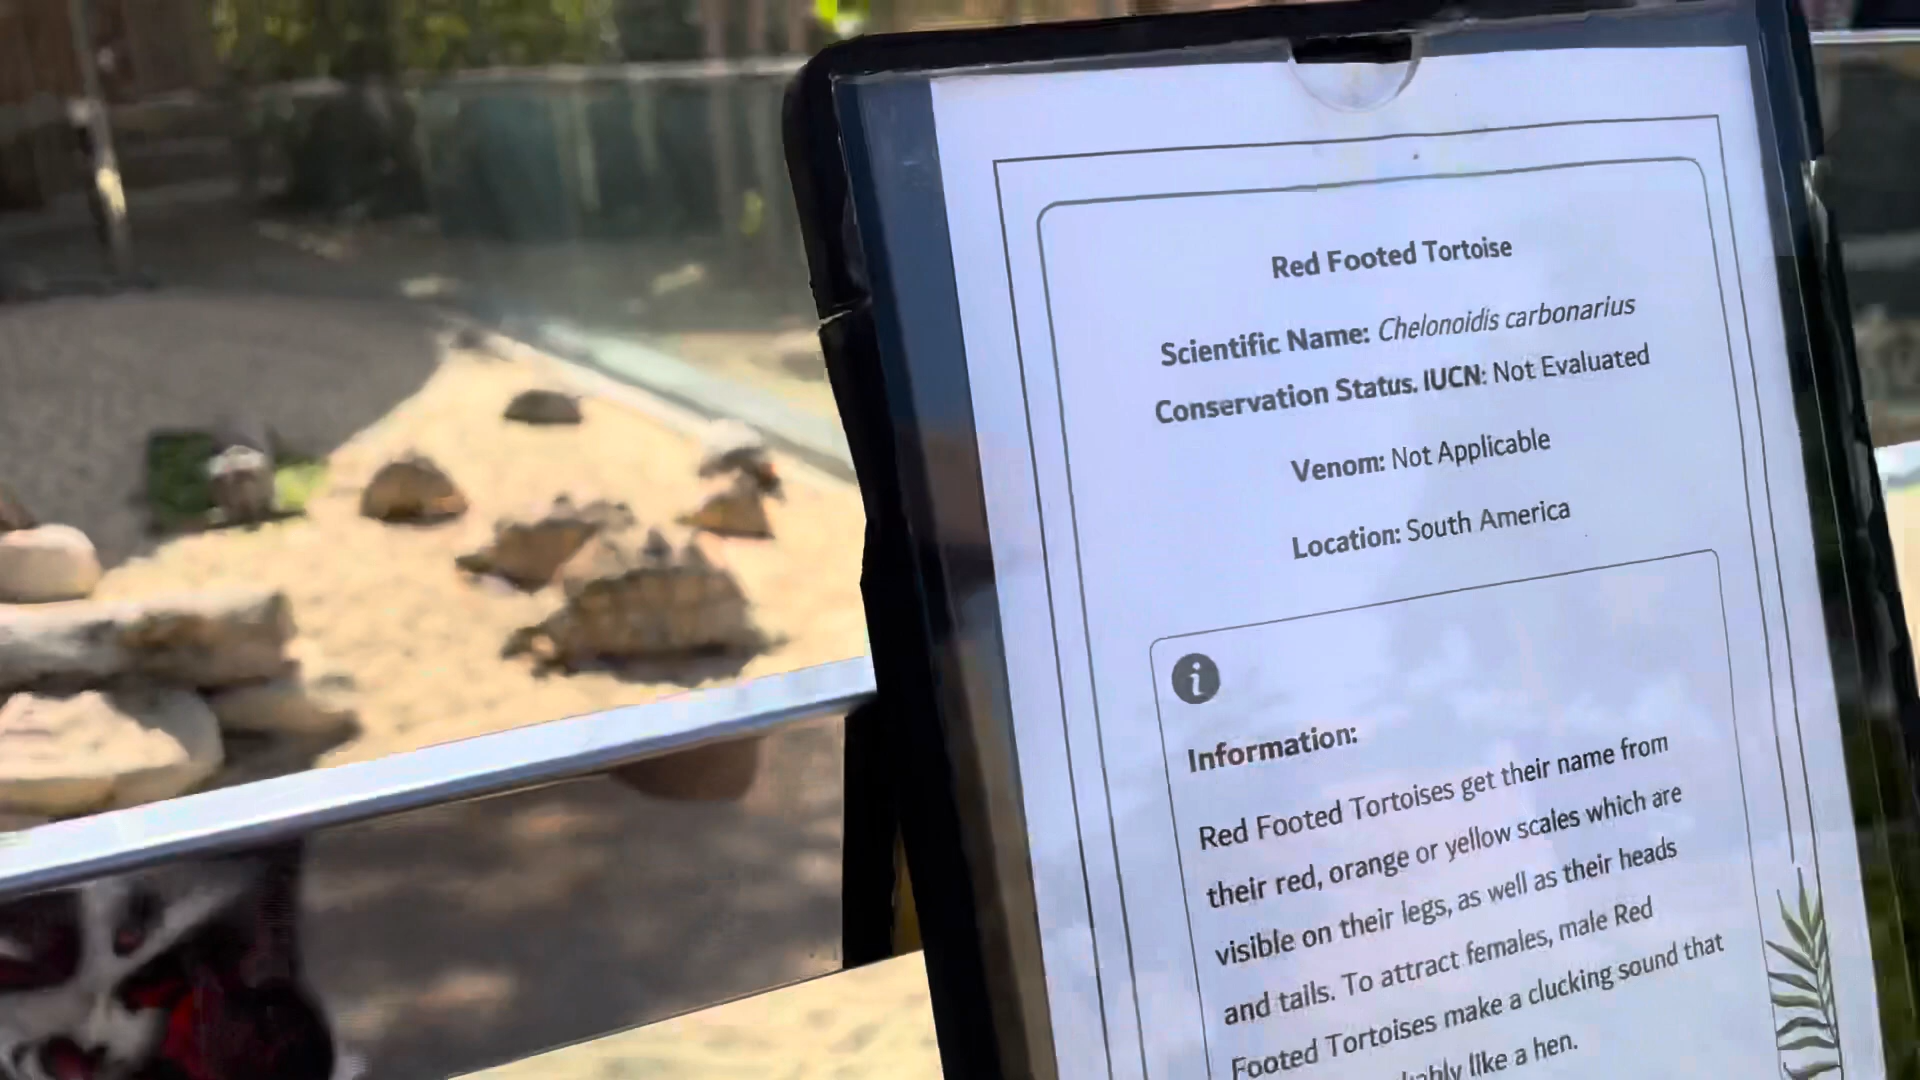 Red Footed Tortoise
Scientific Name: Chelonoidis carbonarius
Conservation Status. IUCN: Not Evaluated
Venom: Not Applicable
Location: South America
i
Information:
Red Footed Tortoises get their name from
their red, orange or yellow scales which are
visible on their legs, as well as their heads
and tails. To attract females, male Red
Footed Tortoises make a clucking sound that
like a hen.